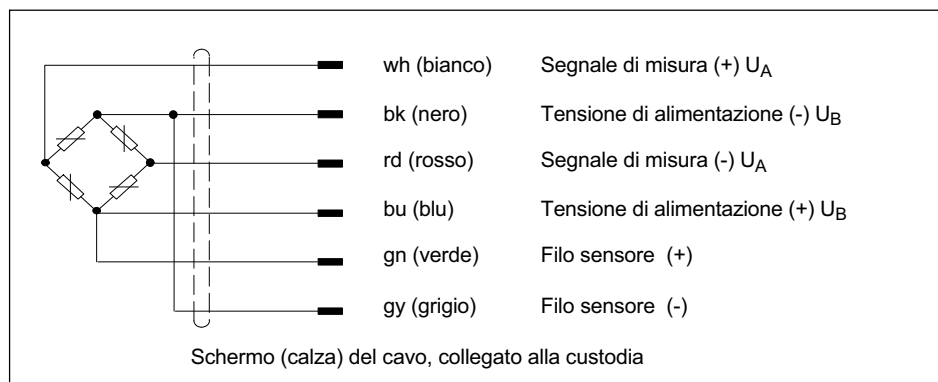 wh (bianco) Segnale di misura (+) UA
bk (nero) Tensione di alimentazione (-) UB
rd (rosso) Segnale di misura (-) UA
bu (blu) Tensione di alimentazione (+) UB
gn (verde) Filo sensore (+)
gy (grigio) Filo sensore (-)
Schermo (calza) del cavo, collegato alla custodia